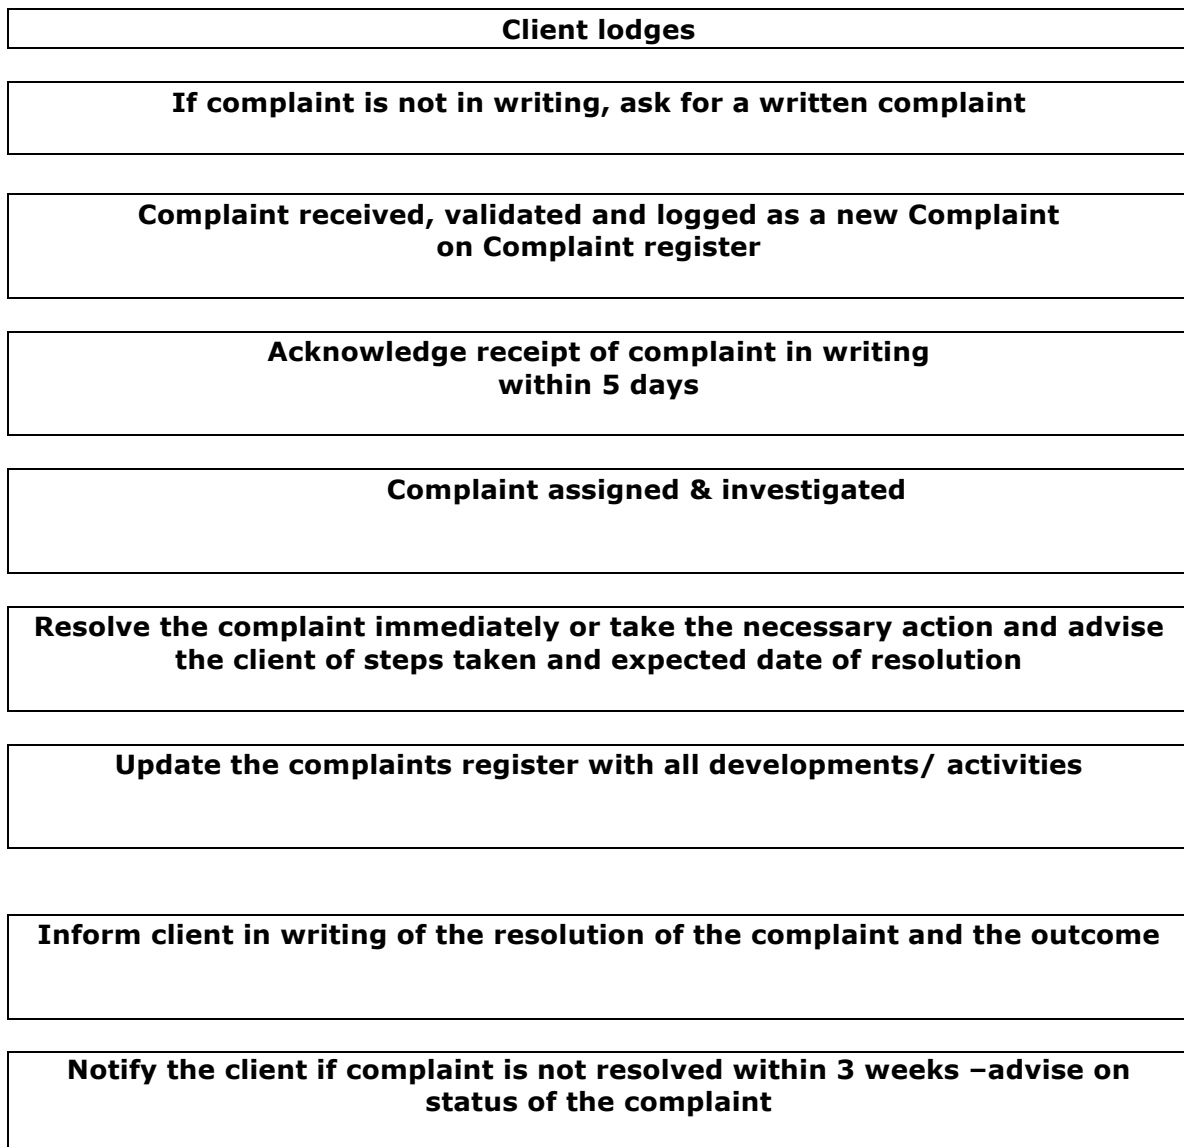 Client lodges
If complaint is not in writing, ask for a written complaint
Complaint received, validated and logged as a new Complaint
on Complaint register
Acknowledge receipt of complaint in writing
within 5 days
Complaint assigned & investigated
Resolve the complaint immediately or take the necessary action and advise
the client of steps taken and expected date of resolution
Update the complaints register with all developments/ activities
Inform client in writing of the resolution of the complaint and the outcome
Notify the client if complaint is not resolved within 3 weeks –advise on
status of the complaint